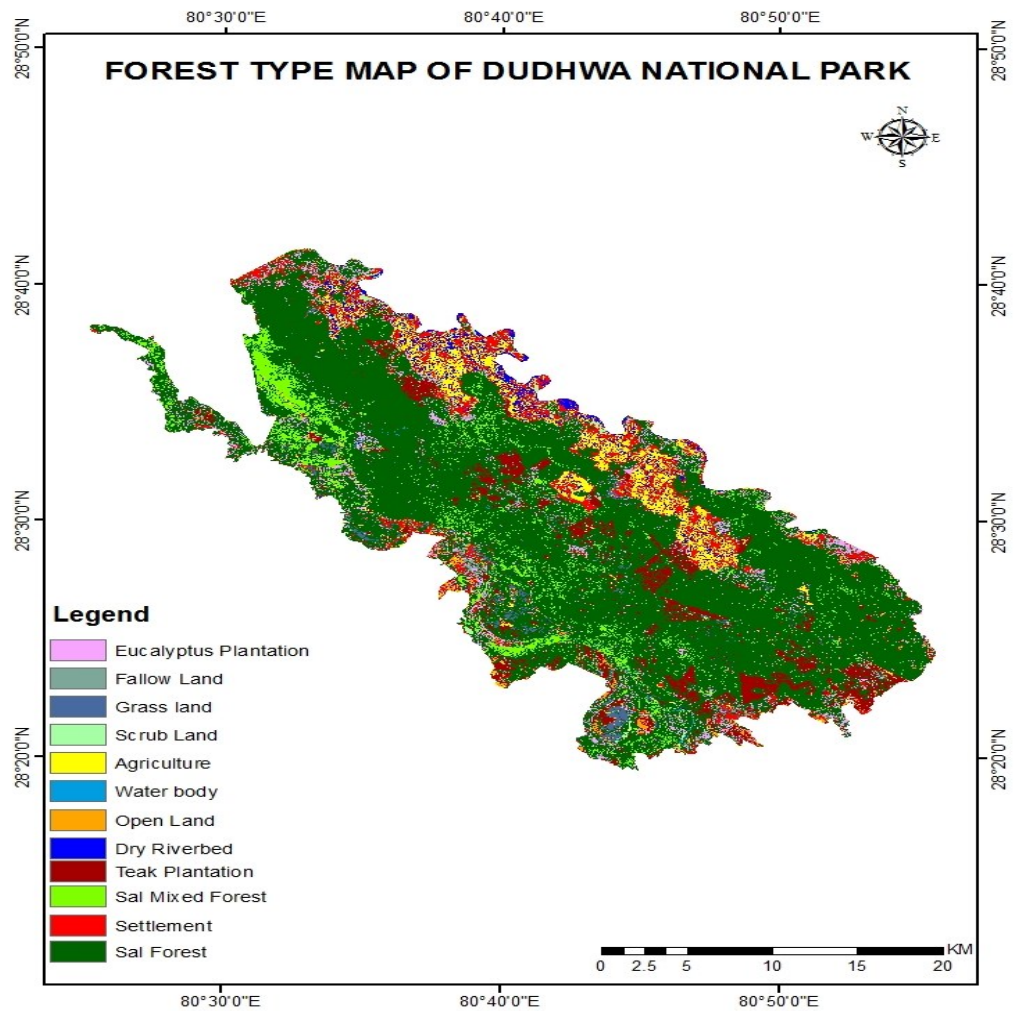 80°30'0"E
80°40'0"E
80°50'0"E
28°50'0"N
28°50'0"N
FOREST TYPE MAP OF DUDHWA NATIONAL PARK
N
W
E
S
28°40'0"N
28°40'0"N
28°30'0"N
28°30'0"N
28°20'0"N
28°20'0"N
Legend
Eucalyptus Plantation
Fallow Land
Grass land
Scrub Land
Agriculture
Water body
Open Land
Dry Riverbed
Teak Plantation
Sal Mixed Forest
Settlement
Sal Forest
KM
0 2.5 5 10 15 20
80°30'0"E
80°40'0"E
80°50'0"E